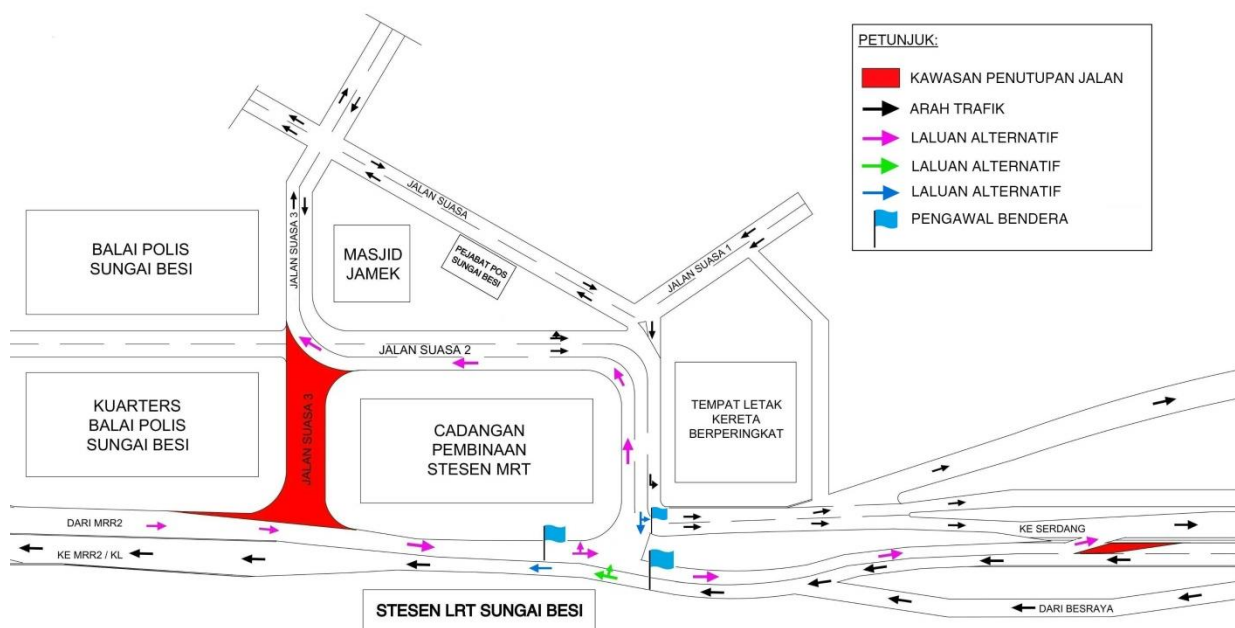 PETUNJUK:
KAWASAN PENUTUPAN JALAN
ARAH TRAFIK
LALUAN ALTERNATIF
LALUAN ALTERNATIF
LALUAN ALTERNATIF
PENGAWAL BENDERA
JALAN SUASA
JALAN SUASA 3
BALAI POLIS
SUNGAI BESI
MASJID
JAMEK
PEJABAT POS
SUNGAI BESI
JALAN SUASA 1
JALAN SUASA 2
KUARTERS
BALAI POLIS
SUNGAI BESI
JALAN SUASA 3
CADANGAN
PEMBINAAN
STESEN MRT
TEMPAT LETAK
KERETA
BERPERINGKAT
DARI MRR2
KE SERDANG
KE MRR2 / KL
STESEN LRT SUNGAI BESI
DARI BESRAYA